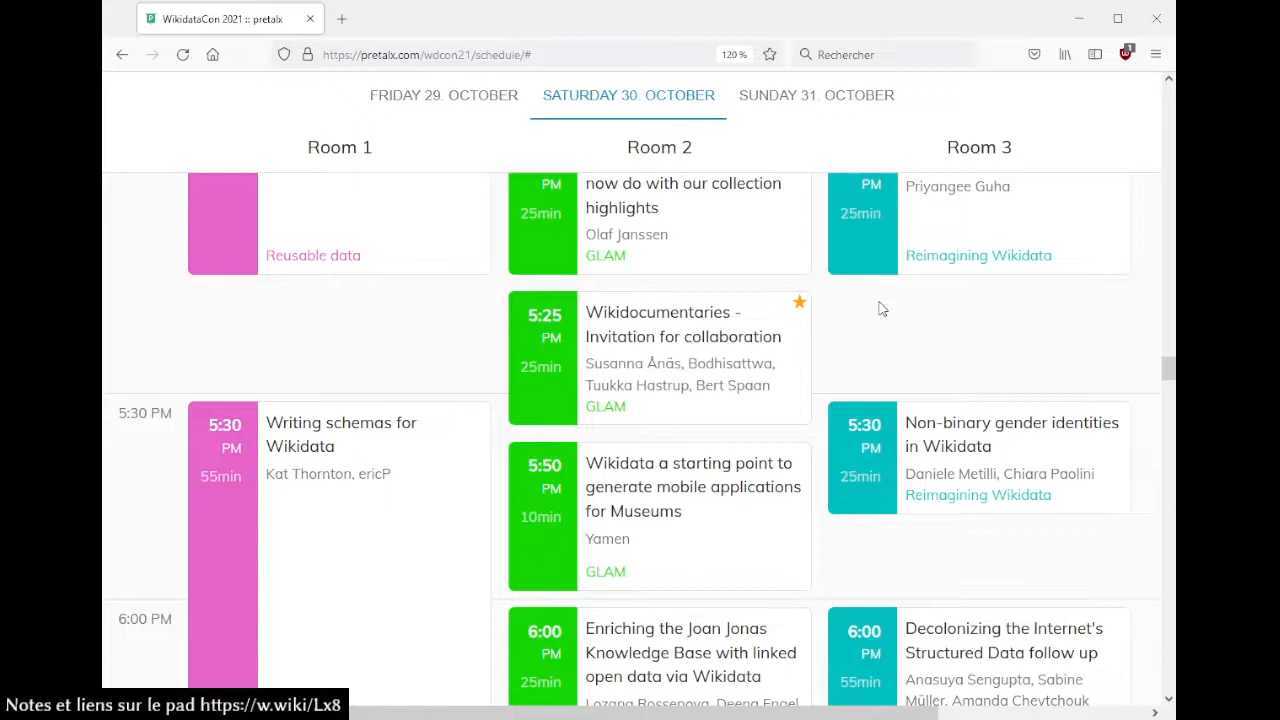 WikidataCon 2021 :: pretalx
https://pretalx.com/wdcon21/schedule/#
120 %
Rechercher
1
FRIDAY 29. OCTOBER
SATURDAY 30. OCTOBER
SUNDAY 31. OCTOBER
Room 1
Room 2
Room 3
Reusable data
PM
25min
now do with our collection
highlights
Olaf Janssen
GLAM
PM
25min
Priyangee Guha
Reimagining Wikidata
5:25
PM
25min
Wikidocumentaries -
Invitation for collaboration
Susanna Ånäs, Bodhisattwa,
Tuukka Hastrup, Bert Spaan
GLAM
5:30 PM
5:30
PM
55min
Writing schemas for
Wikidata
Kat Thornton, ericP
5:50
PM
10min
Wikidata a starting point to
generate mobile applications
for Museums
Yamen
GLAM
5:30
PM
25min
Non-binary gender identities
in Wikidata
Daniele Metilli, Chiara Paolini
Reimagining Wikidata
6:00 PM
6:00
PM
25min
Enriching the Joan Jonas
Knowledge Base with linked
open data via Wikidata
Lozana Rossenova, Deena Engel
6:00
PM
55min
Decolonizing the Internet's
Structured Data follow up
Anasuya Sengupta, Sabine
Müller, Amanda Cheytchouk
Notes et liens sur le pad https://w.wiki/Lx8